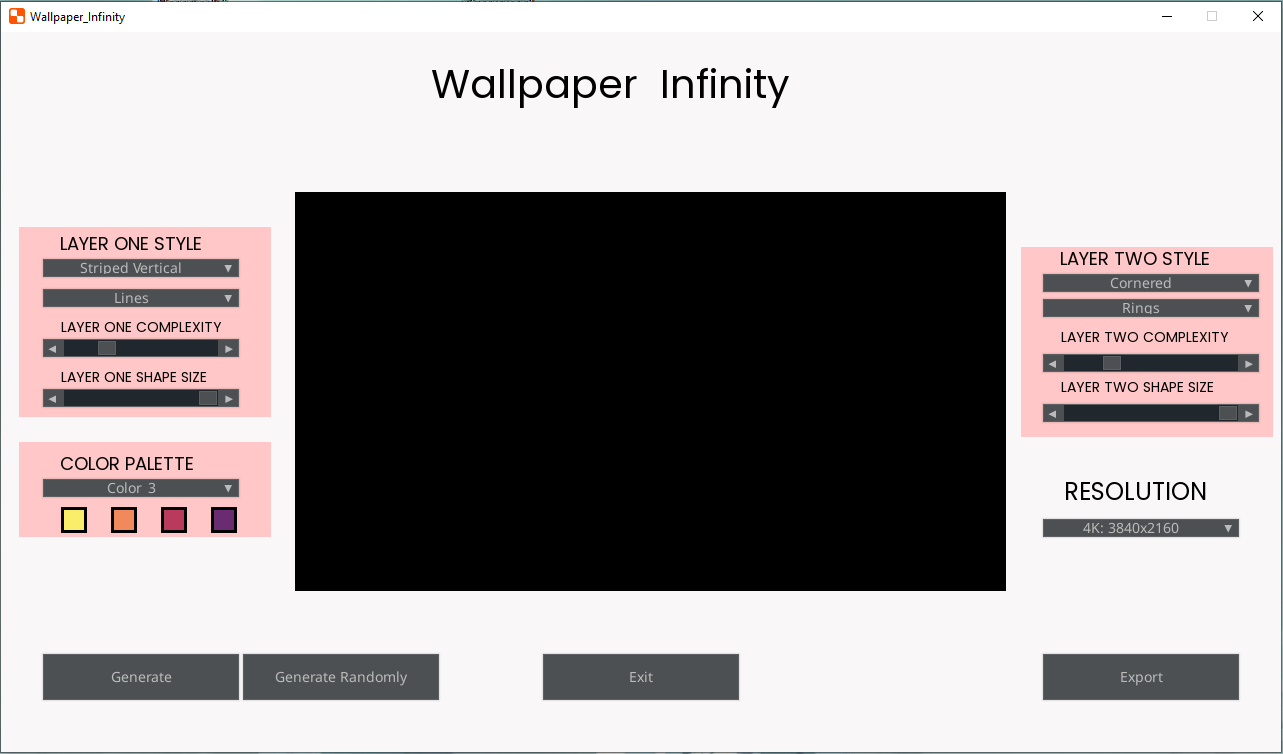 Wallpaper_Infinity
Wallpaper Infinity
LAYER ONE STYLE
Striped Vertical
Lines
LAYER ONE COMPLEXITY
LAYER ONE SHAPE SIZE
COLOR PALETTE
Color 3
LAYER TWO STYLE
Cornered
Rings
LAYER TWO COMPLEXITY
LAYER TWO SHAPE SIZE
RESOLUTION
4K: 3840x2160
Generate
Generate Randomly
Exit
Export